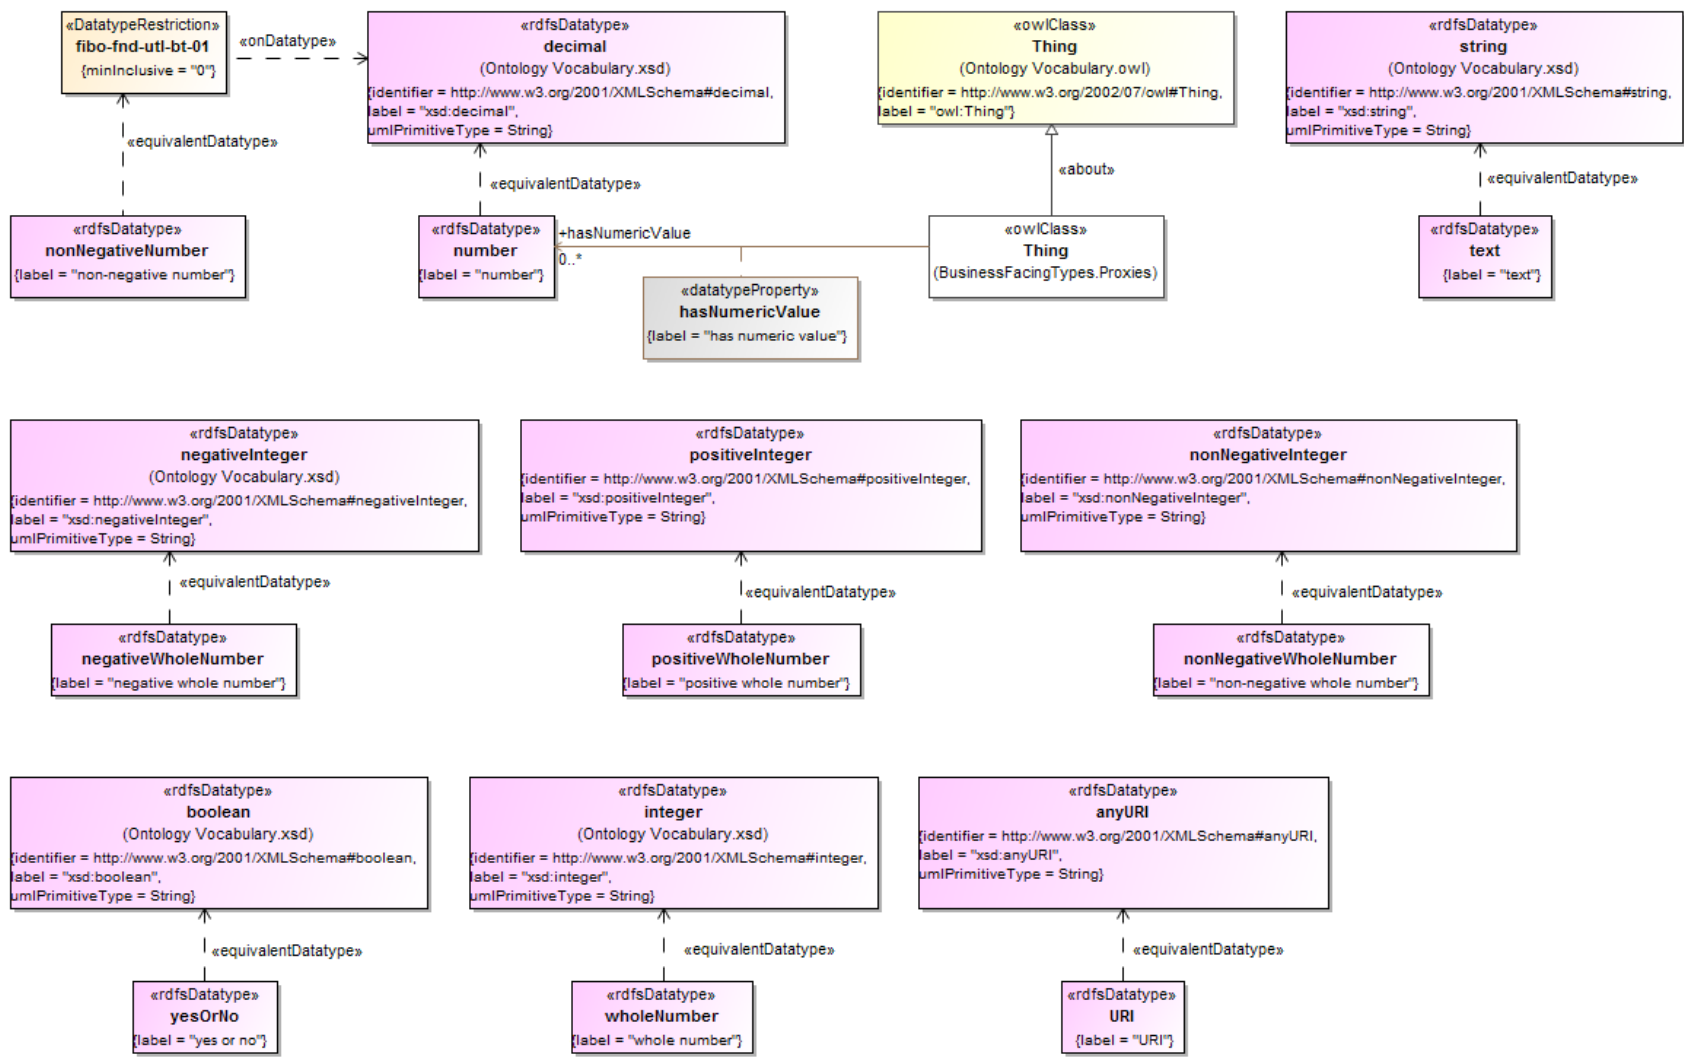 «DatatypeRestriction»
fibo-fnd-utl-bt-01
{minInclusive = "0"}
«onDatatype»
«rdfsDatatype»
decimal
(Ontology Vocabulary.xsd)
{identifier = http://www.w3.org/2001/XMLSchema#decimal,
label = "xsd:decimal",
umlPrimitiveType = String}
«owlClass»
Thing
(Ontology Vocabulary.owl)
{identifier = http://www.w3.org/2002/07/owl#Thing,
label = "owl:Thing"}
«rdfsDatatype»
string
(Ontology Vocabulary.xsd)
{identifier = http://www.w3.org/2001/XMLSchema#string,
label = "xsd:string",
umlPrimitiveType = String}
«equivalentDatatype»
«equivalentDatatype»
«about»
«equivalentDatatype»
«rdfsDatatype»
nonNegativeNumber
{label = "non-negative number"}
«rdfsDatatype»
number
{label = "number"}
+hasNumericValue
0..*
«datatypeProperty»
hasNumericValue
{label = "has numeric value"}
«owlClass»
Thing
(BusinessFacingTypes.Proxies)
«rdfsDatatype»
text
{label = "text"}
«rdfsDatatype»
negativeInteger
(Ontology Vocabulary.xsd)
{identifier = http://www.w3.org/2001/XMLSchema#negativeInteger,
label = "xsd:negativeInteger",
umlPrimitiveType = String}
«rdfsDatatype»
positiveInteger
{identifier = http://www.w3.org/2001/XMLSchema#positiveInteger,
label = "xsd:positiveInteger",
umlPrimitiveType = String}
«rdfsDatatype»
nonNegativeInteger
{identifier = http://www.w3.org/2001/XMLSchema#nonNegativeInteger,
label = "xsd:nonNegativeInteger",
umlPrimitiveType = String}
«equivalentDatatype»
«equivalentDatatype»
«equivalentDatatype»
«rdfsDatatype»
negativeWholeNumber
{label = "negative whole number"}
«rdfsDatatype»
positiveWholeNumber
{label = "positive whole number"}
«rdfsDatatype»
nonNegativeWholeNumber
{label = "non-negative whole number"}
«rdfsDatatype»
boolean
(Ontology Vocabulary.xsd)
{identifier = http://www.w3.org/2001/XMLSchema#boolean,
label = "xsd:boolean",
umlPrimitiveType = String}
«rdfsDatatype»
integer
(Ontology Vocabulary.xsd)
{identifier = http://www.w3.org/2001/XMLSchema#integer,
label = "xsd:integer",
umlPrimitiveType = String}
«rdfsDatatype»
anyURI
{identifier = http://www.w3.org/2001/XMLSchema#anyURI,
label = "xsd:anyURI",
umlPrimitiveType = String}
«equivalentDatatype»
«equivalentDatatype»
«equivalentDatatype»
«rdfsDatatype»
yesOrNo
{label = "yes or no"}
«rdfsDatatype»
wholeNumber
{label = "whole number"}
«rdfsDatatype»
URI
{label = "URI"}